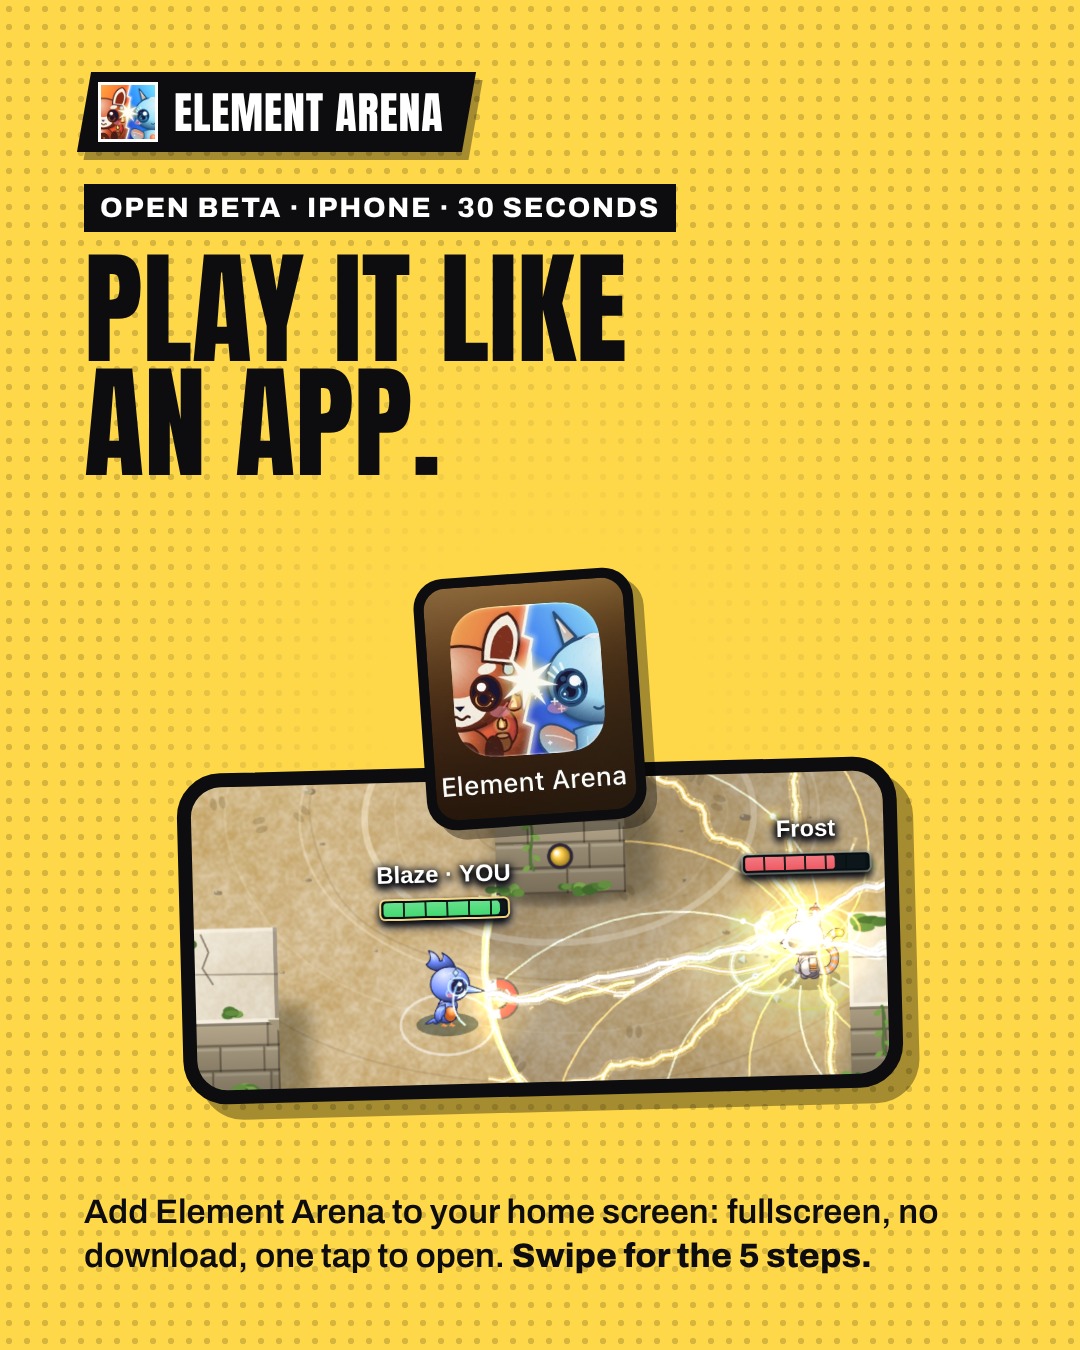 ELEMENT ARENA
OPEN BETA · IPHONE · 30 SECONDS
PLAY IT LIKE
AN APP.
Element Arena
Frost
Blaze · YOU
Add Element Arena to your home screen: fullscreen, no
download, one tap to open. Swipe for the 5 steps.